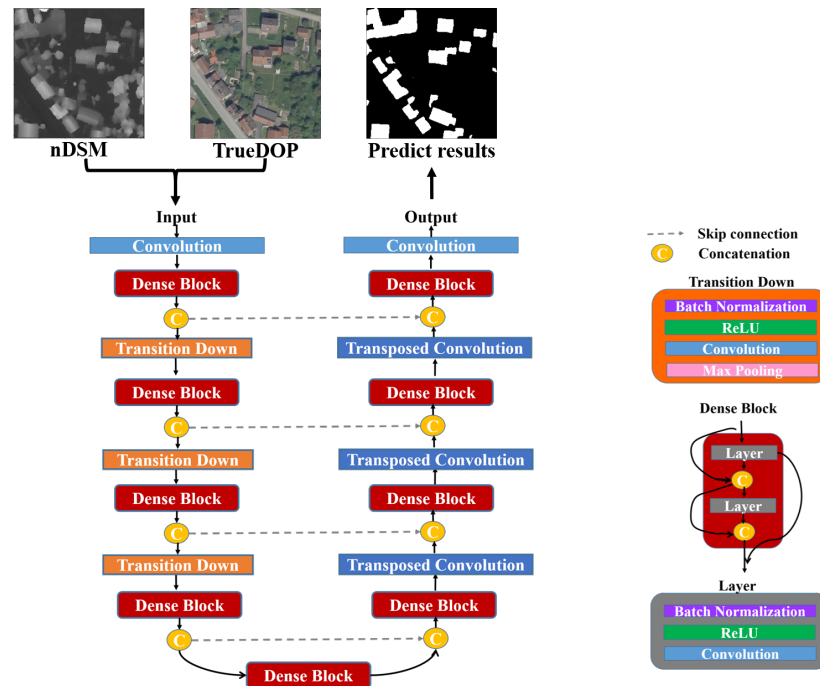 nDSM
TrueDOP
Predict results
Input
Convolution
Dense Block
C
Transition Down
Dense Block
C
Transition Down
Dense Block
C
Transition Down
Dense Block
C
Dense Block
Output
Convolution
Dense Block
C
Transposed Convolution
Dense Block
C
Transposed Convolution
Dense Block
C
Transposed Convolution
Dense Block
C
Skip connection
C
Concatenation
Transition Down
Batch Normalization
ReLU
Convolution
Max Pooling
Dense Block
Layer
C
Layer
C
Layer
Batch Normalization
ReLU
Convolution